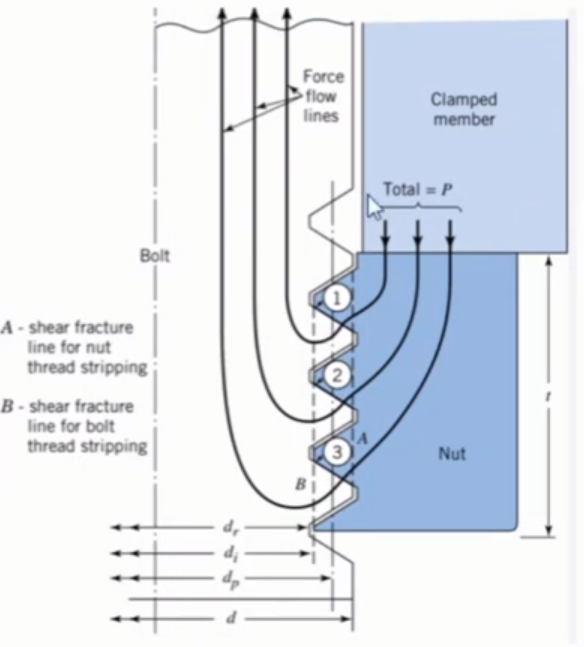 Force
flow
lines
Clamped
member
Total = P
Bolt
1
A - shear fracture
line for nut
thread stripping
2
B - shear fracture
line for bolt
thread stripping
t
A
3
Nut
B
d_r
d_i
d_p
d